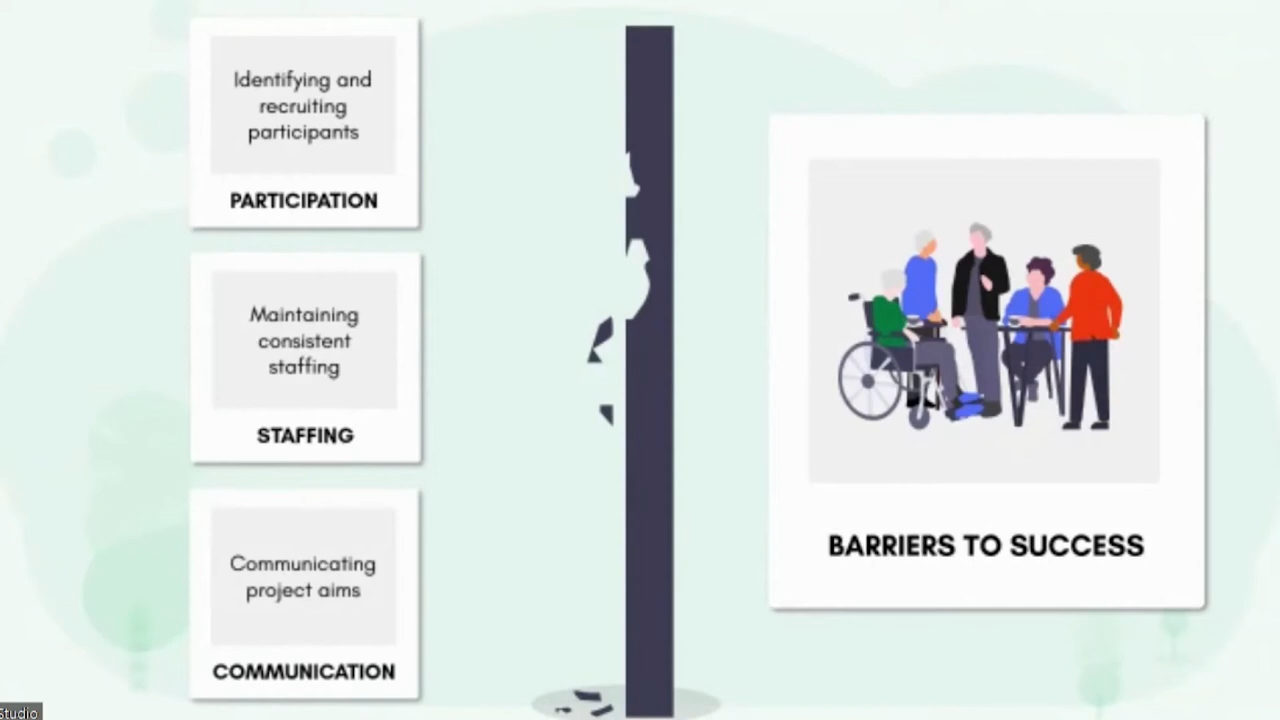 Identifying and
recruiting
participants
PARTICIPATION
Maintaining
consistent
staffing
STAFFING
Communicating
project aims
COMMUNICATION
BARRIERS TO SUCCESS
Studio